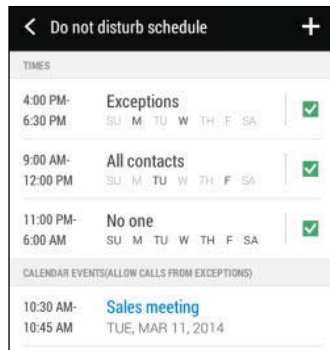 Do not disturb schedule
TIMES
4:00 PM- Exceptions
6:30 PM SU M TU W TH F SA
9:00 AM- All contacts
12:00 PM SU M TU W TH F SA
11:00 PM- No one
6:00 AM SU M TU W TH F SA
CALENDAR EVENTS(ALLOW CALLS FROM EXCEPTIONS)
10:30 AM- Sales meeting
10:45 AM TUE, MAR 11, 2014